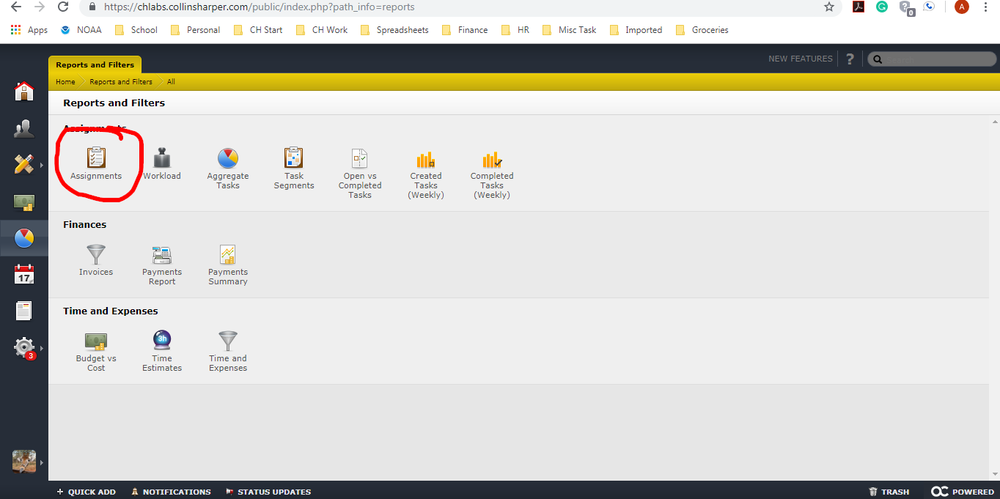 https://chlabs.collinsharper.com/public/index.php?path_info=reports
0
A
Apps NOAA School Personal CH Start CH Work Spreadsheets Finance HR Misc Task Imported Groceries
Reports and Filters
NEW FEATURES ?
Home Reports and Filters All
Reports and Filters
Assignments
Assignments Workload Aggregate Tasks Task Segments Open vs Completed Tasks Created Tasks (Weekly) Completed Tasks (Weekly)
Finances
Invoices Payments Report Payments Summary
17
Time and Expenses
3h
Budget vs Cost Time Estimates Time and Expenses
3
+ QUICK ADD NOTIFICATIONS STATUS UPDATES TRASH POWERED